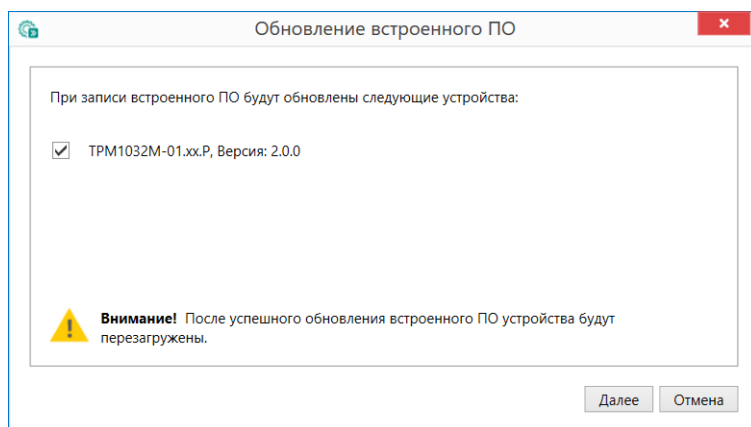 Обновление встроенного ПО
При записи встроенного ПО будут обновлены следующие устройства:
ТРМ1032М-01.хх.Р, Версия: 2.0.0
Внимание! После успешного обновления встроенного ПО устройства будут
перезагружены.
Далее
Отмена